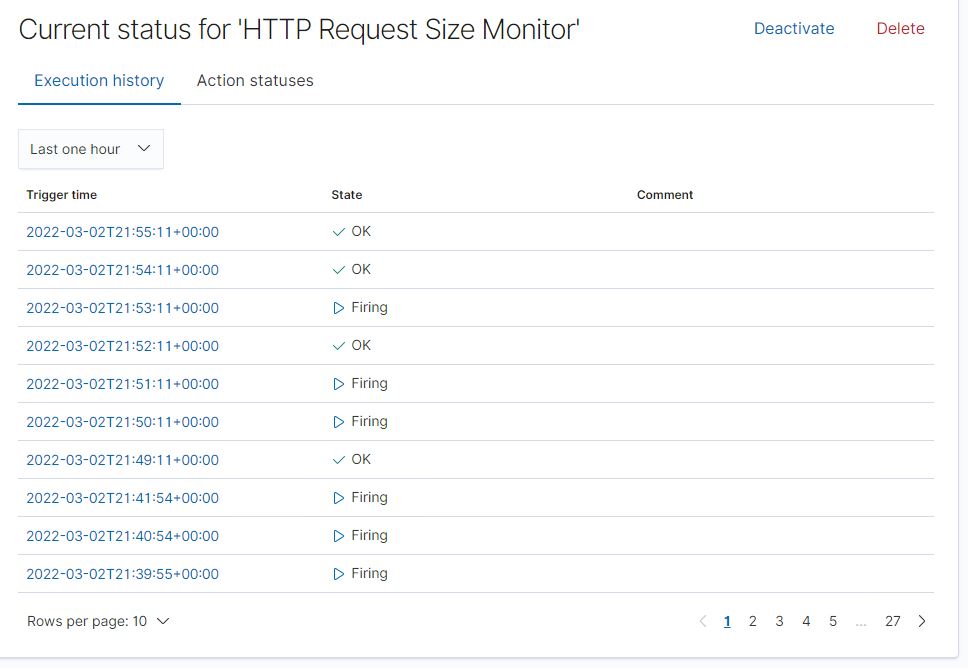 Current status for 'HTTP Request Size Monitor' Deactivate Delete
Execution history Action statuses
Last one hour
Trigger time State Comment
2022-03-02T21:55:11+00:00 OK
2022-03-02T21:54:11+00:00 OK
2022-03-02T21:53:11+00:00 Firing
2022-03-02T21:52:11+00:00 OK
2022-03-02T21:51:11+00:00 Firing
2022-03-02T21:50:11+00:00 Firing
2022-03-02T21:49:11+00:00 OK
2022-03-02T21:41:54+00:00 Firing
2022-03-02T21:40:54+00:00 Firing
2022-03-02T21:39:55+00:00 Firing
Rows per page: 10 1 2 3 4 5 ... 27